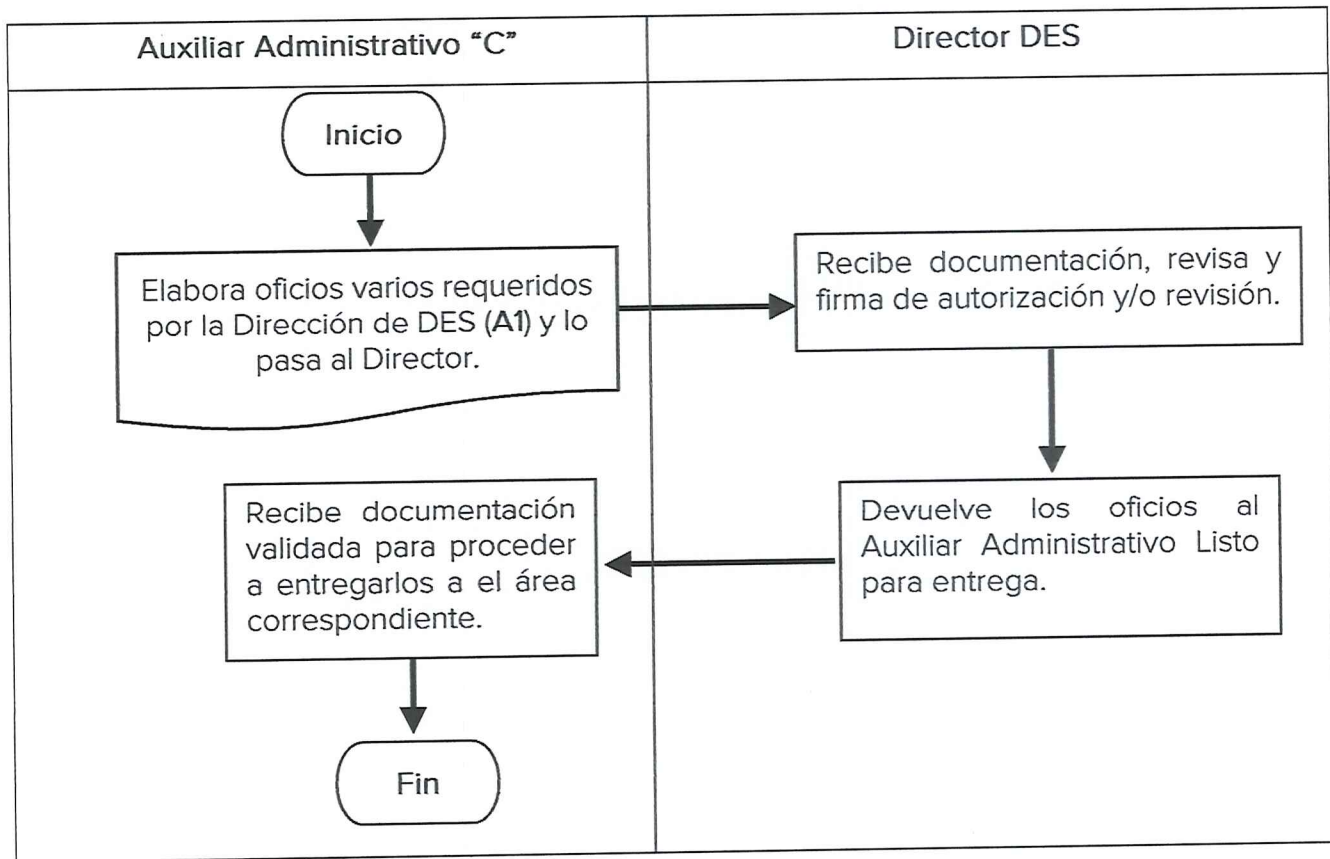 Auxiliar Administrativo “C”
Director DES
Inicio
Elabora oficios varios requeridos
por la Dirección de DES (A1) y lo
pasa al Director.
Recibe documentación, revisa y
firma de autorización y/o revisión.
Devuelve los oficios al
Auxiliar Administrativo Listo
para entrega.
Recibe documentación
validada para proceder
a entregarlos a el área
correspondiente.
Fin